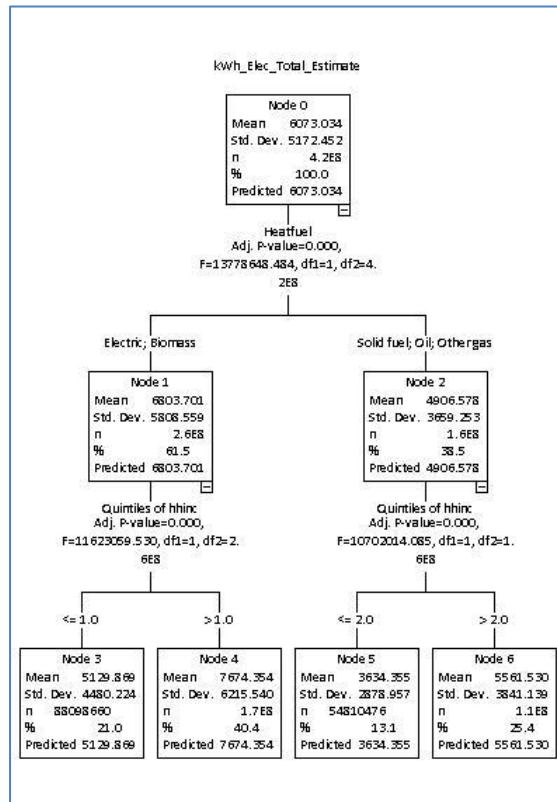 kWh_Elec_Total_Estimate
Node 0
Mean 6073.034
Std. Dev. 5172.452
n 4.2E8
% 100.0
Predicted 6073.034
Heatfuel
Adj. P-value=0.000,
F=13778648.484, df1=1, df2=4.
2E8
Electric; Biomass
Solid fuel; Oil; Othergas
Node 1
Mean 6803.701
Std. Dev. 5808.559
n 2.6E8
% 61.5
Predicted 6803.701
Node 2
Mean 4906.578
Std. Dev. 3659.253
n 1.6E8
% 38.5
Predicted 4906.578
Quintiles of hhinc
Adj. P-value=0.000,
F=11623059.530, df1=1, df2=2.
6E8
Quintiles of hhinc
Adj. P-value=0.000,
F=10702014.085, df1=1, df2=1.
6E8
<= 1.0
> 1.0
<= 2.0
> 2.0
Node 3
Mean 5129.869
Std. Dev. 4480.224
n 88098660
% 21.0
Predicted 5129.869
Node 4
Mean 7674.354
Std. Dev. 6215.540
n 1.7E8
% 40.4
Predicted 7674.354
Node 5
Mean 3634.355
Std. Dev. 2878.957
n 54810476
% 13.1
Predicted 3634.355
Node 6
Mean 5561.530
Std. Dev. 3841.139
n 1.1E8
% 25.4
Predicted 5561.530